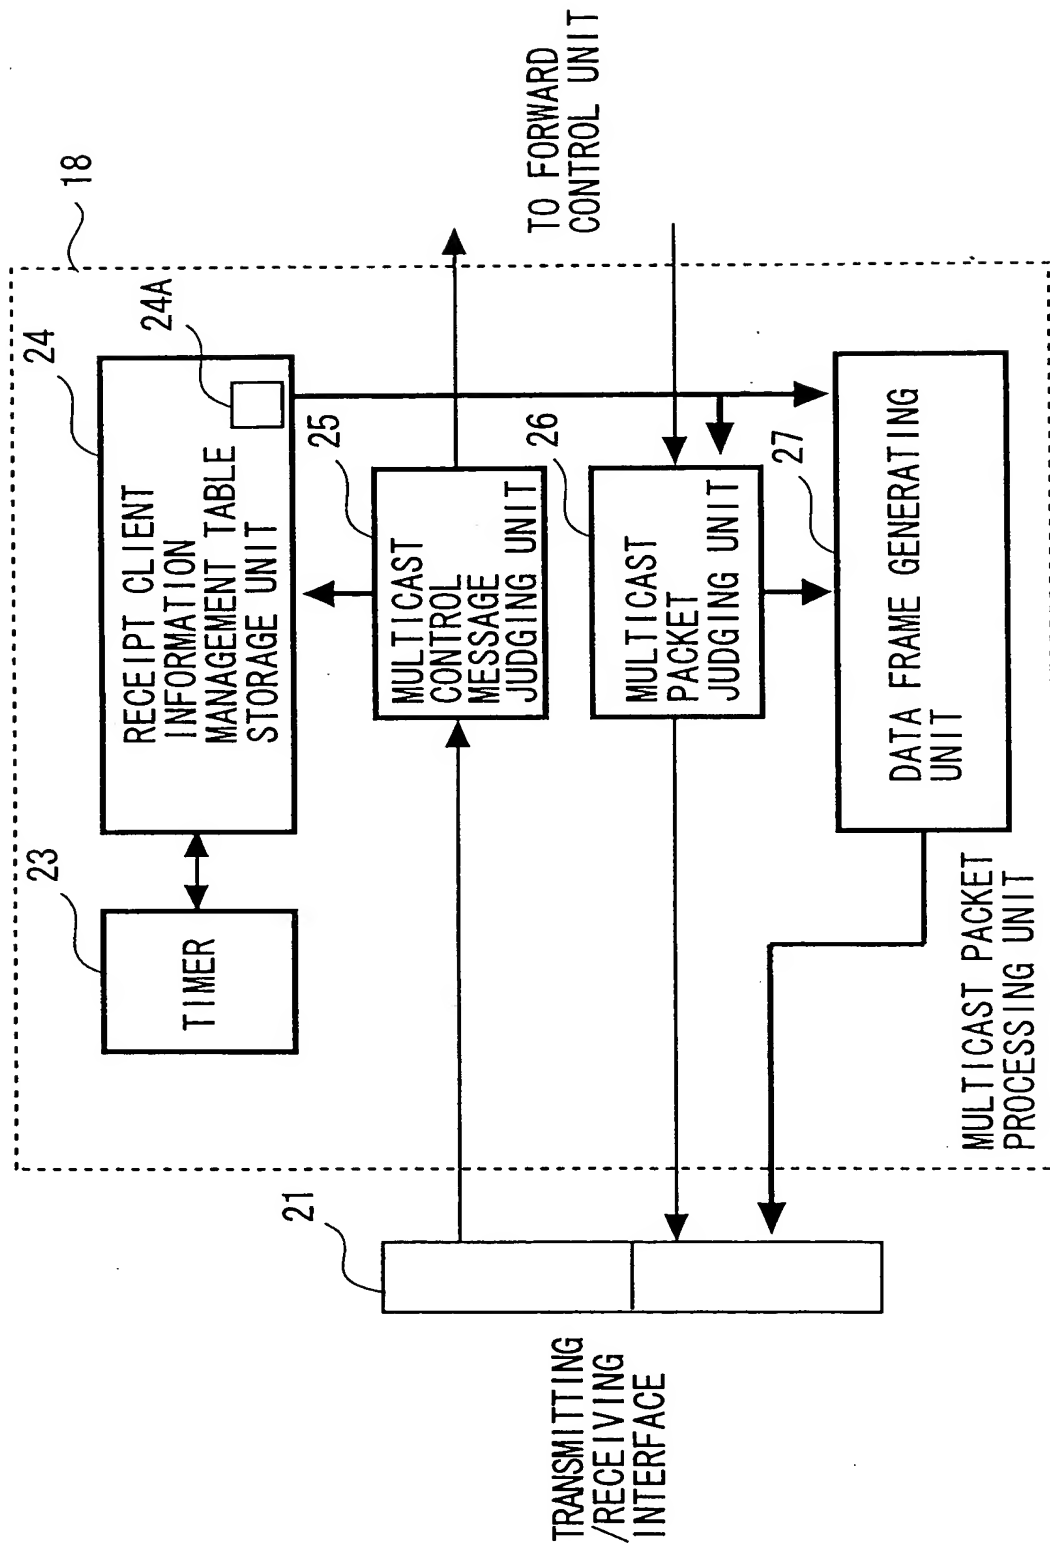 18
24
24A
RECEIPT CLIENT
INFORMATION
MANAGEMENT TABLE
STORAGE UNIT
23
TIMER
25
MULTICAST
CONTROL
MESSAGE
JUDGING UNIT
TO FORWARD
CONTROL UNIT
26
MULTICAST
PACKET
JUDGING UNIT
27
DATA FRAME GENERATING
UNIT
MULTICAST PACKET
PROCESSING UNIT
21
TRANSMITTING
/RECEIVING
INTERFACE